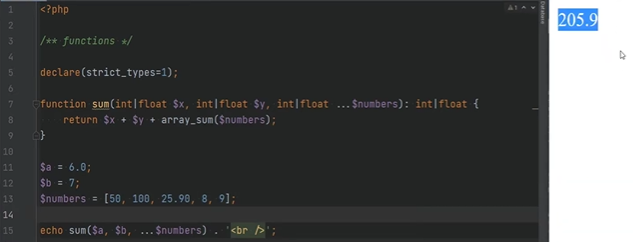 1 <?php
2
3 /** functions */
4
5 declare(strict_types=1);
6
7 function sum(int|float $x, int|float $y, int|float ...$numbers): int|float {
8 return $x + $y + array_sum($numbers);
9 }
10
11 $a = 6.0;
12 $b = 7;
13 $numbers = [50, 100, 25.90, 8, 9];
14
15 echo sum($a, $b, ...$numbers) . '<br />';
1
Database
205.9